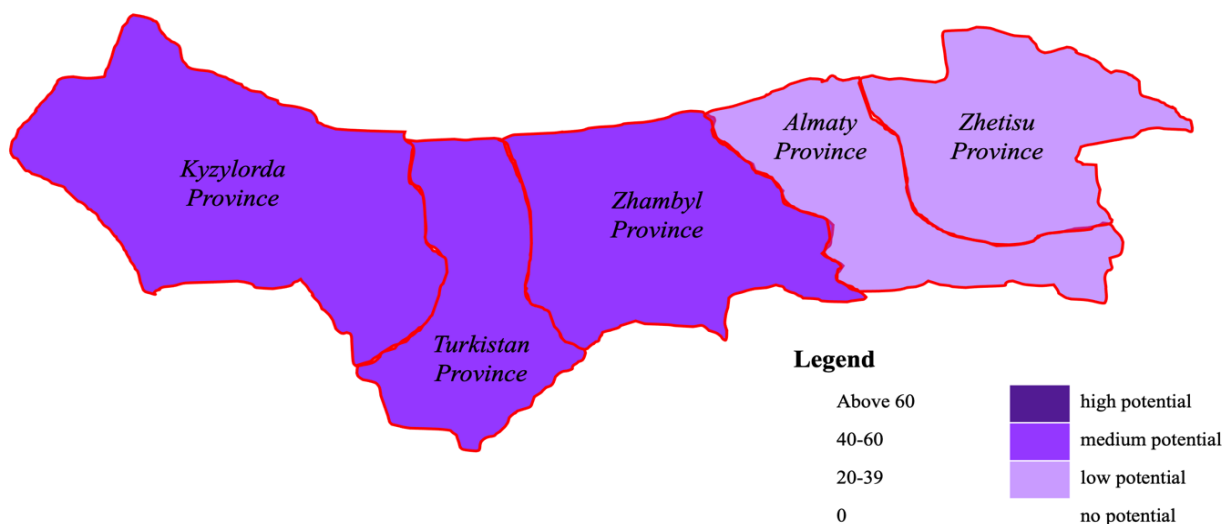 Kyzylorda
Province
Turkistan
Province
Zhambyl
Province
Almaty
Province
Zhetisu
Province
Legend
Above 60 high potential
40-60 medium potential
20-39 low potential
0 no potential